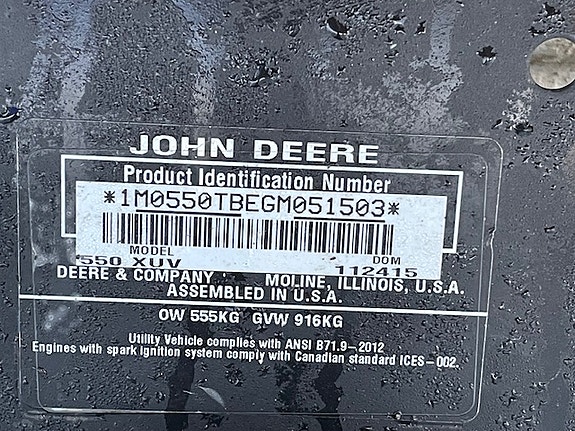 JOHN DEERE
Product Identification Number
*1M0550TBEGM051503*
MODEL DOM
550 XUV 112415
DEERE & COMPANY MOLINE, ILLINOIS, U.S.A.
ASSEMBLED IN U.S.A.
OW 555KG GVW 916KG
Utility Vehicle complies with ANSI B71.9-2012
Engines with spark ignition system comply with Canadian standard ICES-002.